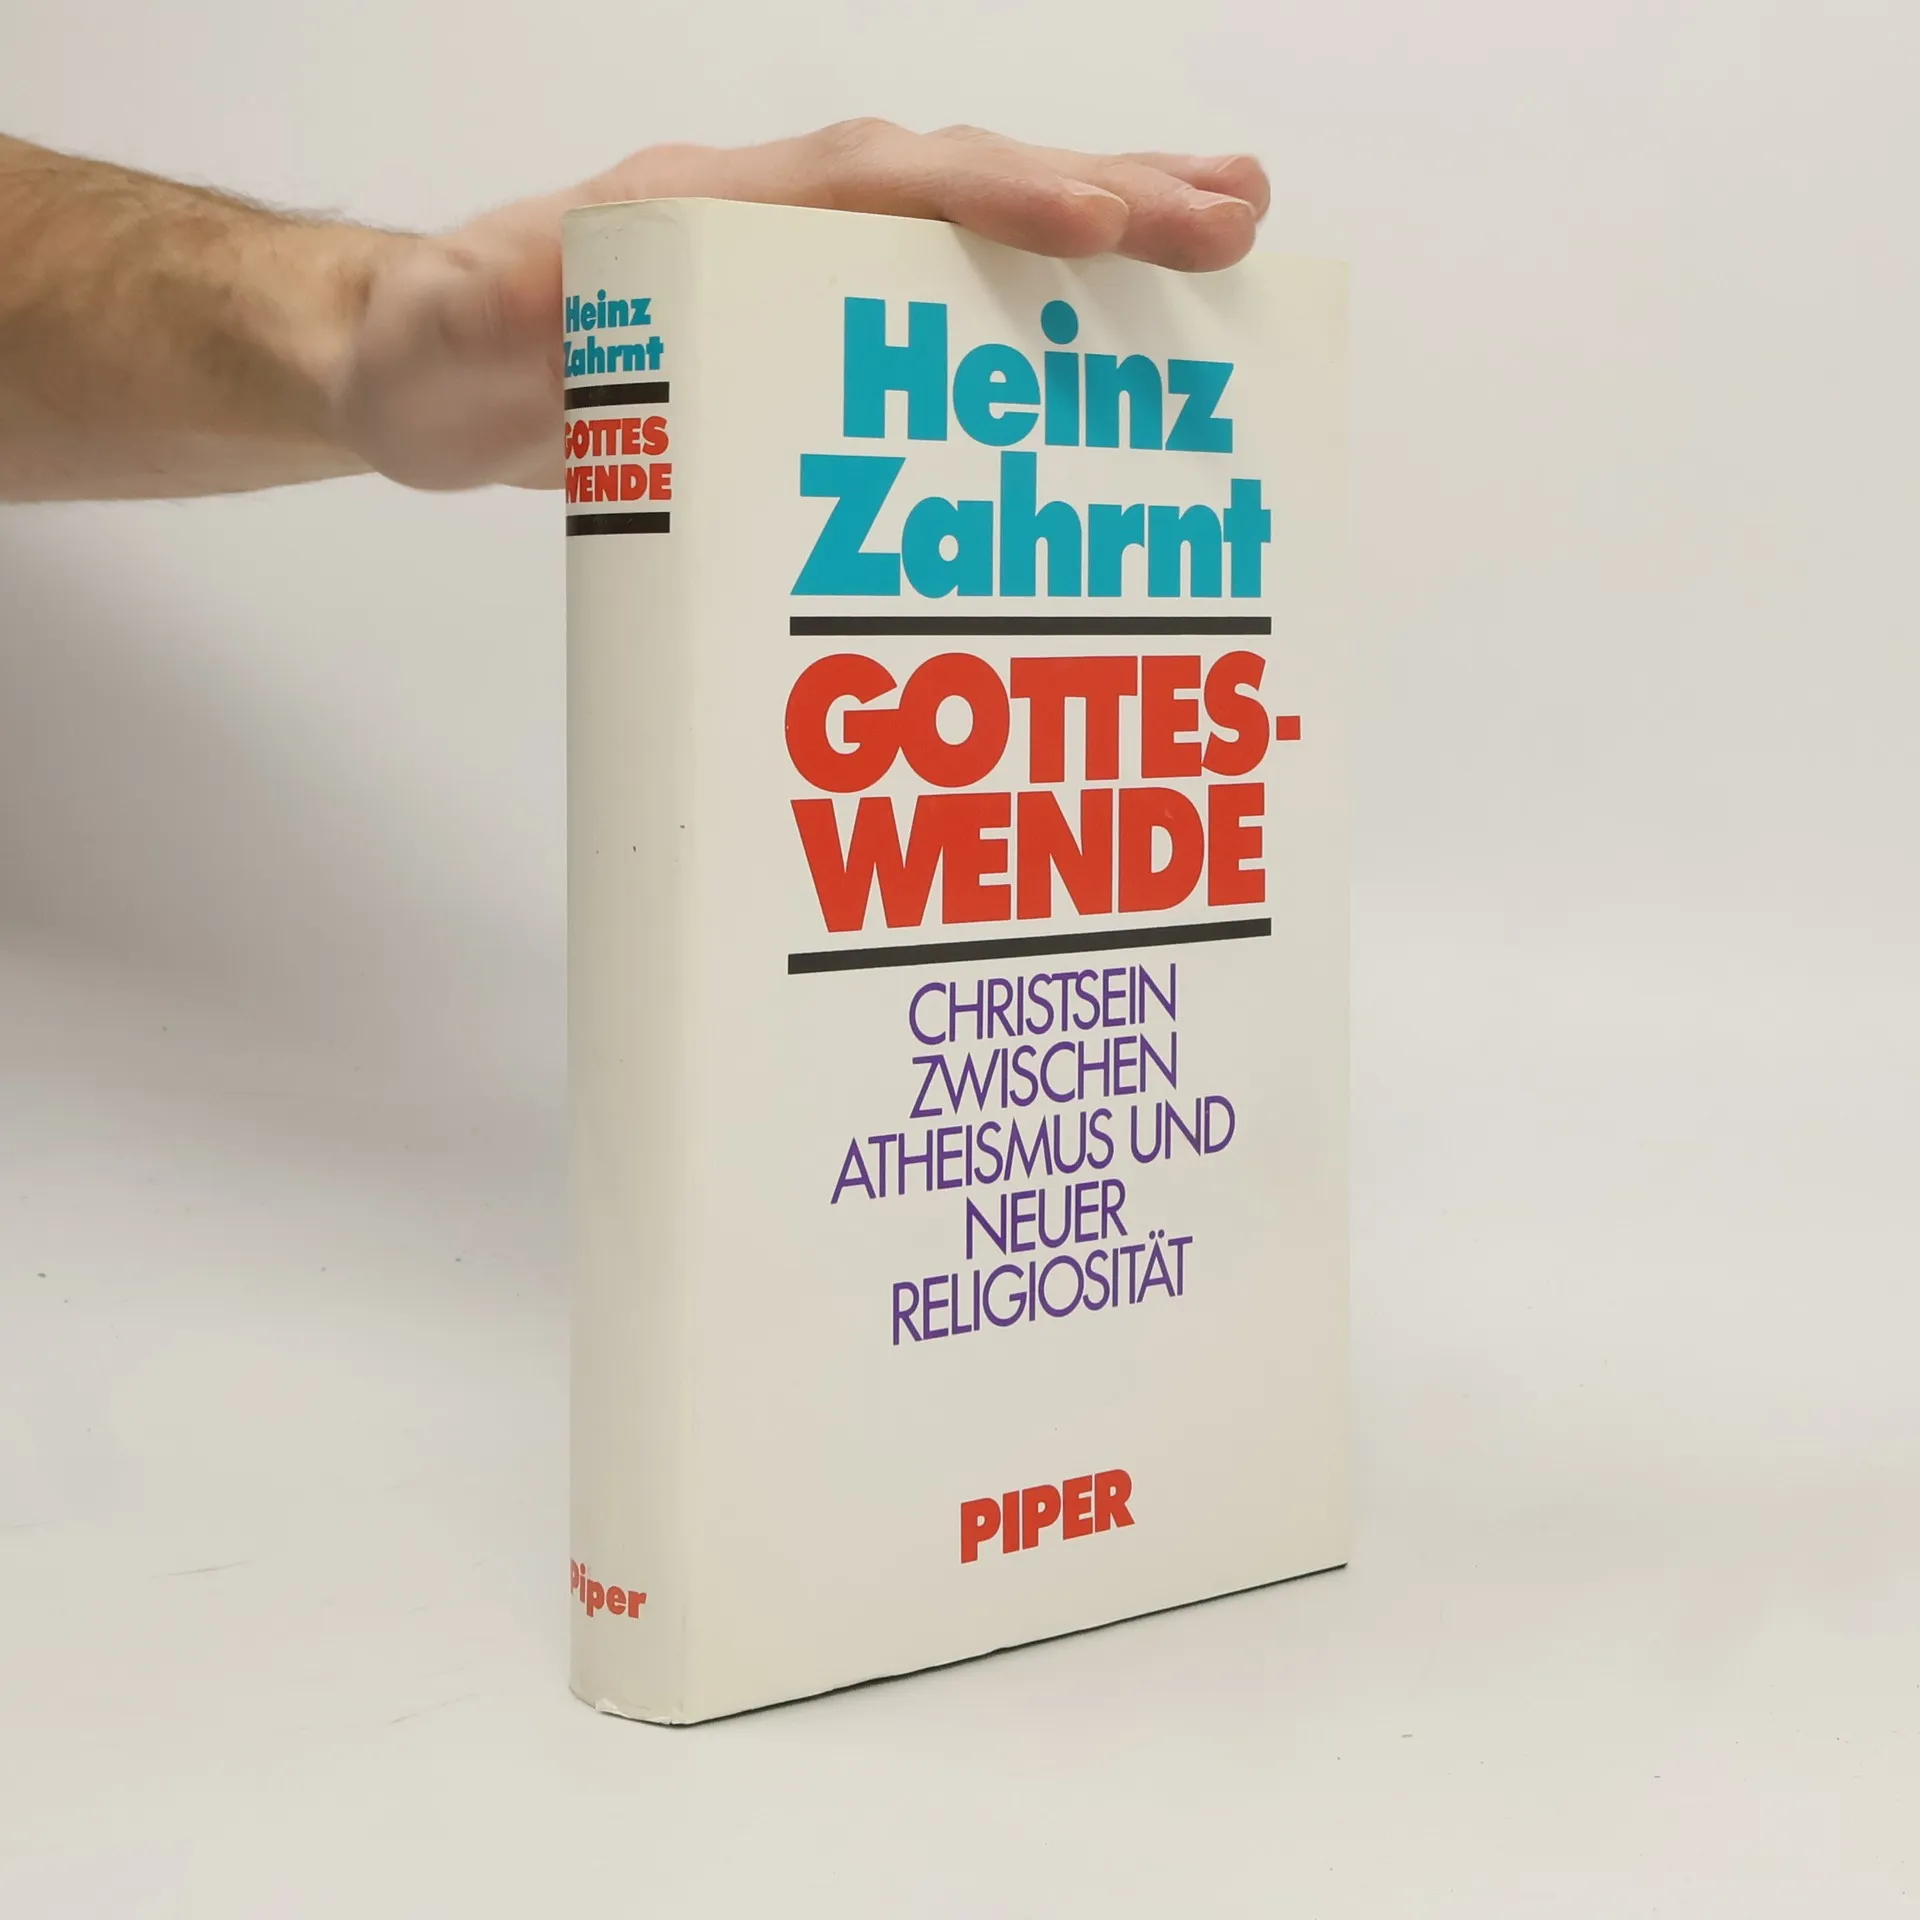 Heinz
Zahrnt
GOTTES
WENDE
Piper
Heinz
Zahrnt
GOTTES-
WENDE
CHRISTSEIN
ZWISCHEN
ATHEISMUS UND
NEUER
RELIGIOSITÄT
PIPER